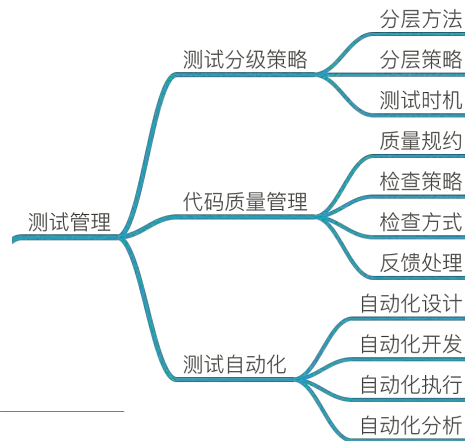 测试管理
测试分级策略
分层方法
分层策略
测试时机
代码质量管理
质量规约
检查策略
检查方式
反馈处理
测试自动化
自动化设计
自动化开发
自动化执行
自动化分析